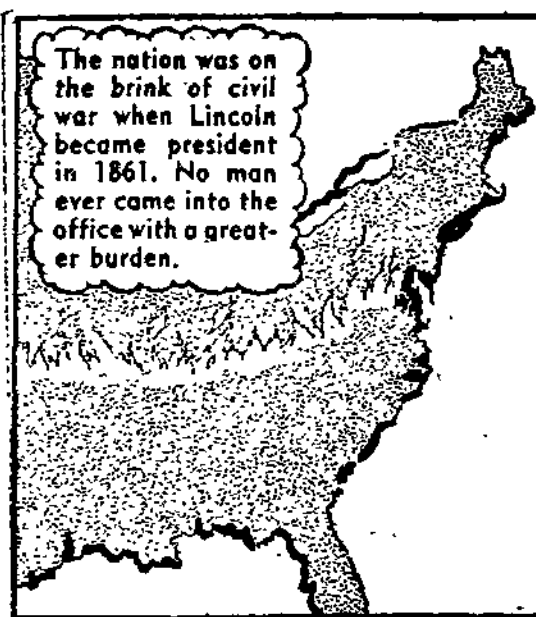 The nation was on
the brink of civil
war when Lincoln
became president
in 1861. No man
ever came into the
office with a great-
er burden.